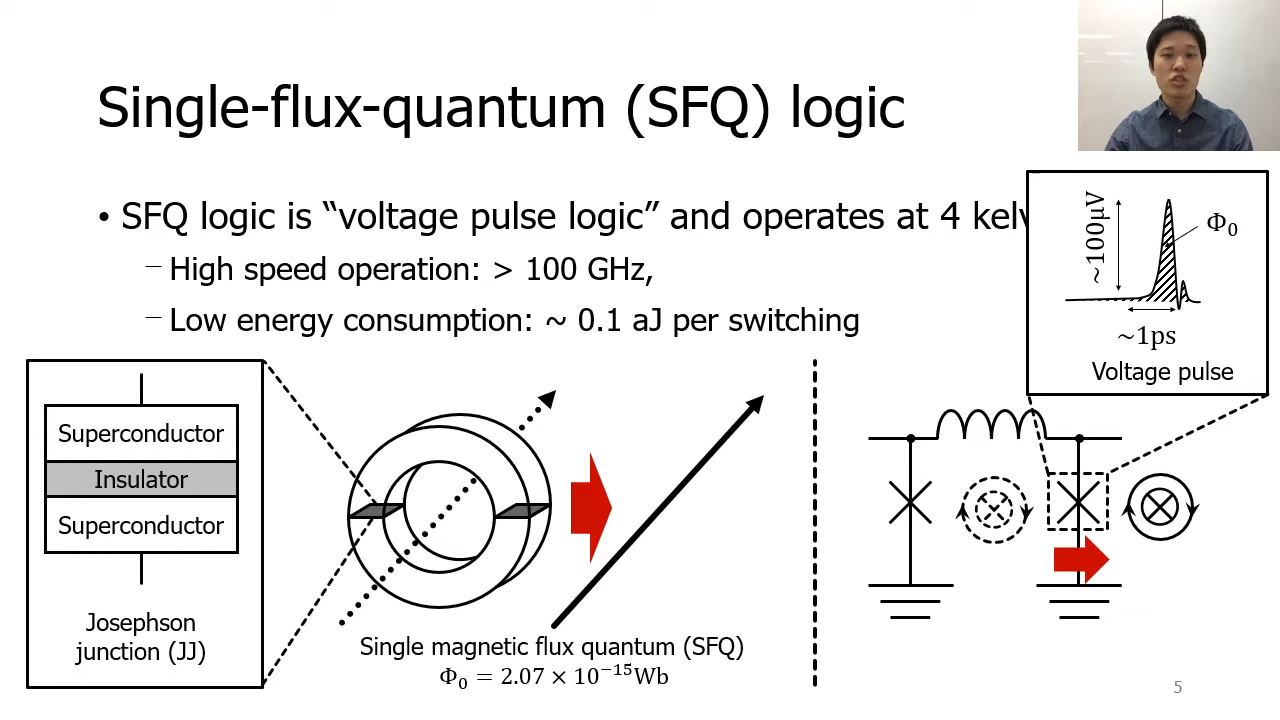 Single-flux-quantum (SFQ) logic
• SFQ logic is “voltage pulse logic” and operates at 4
– High speed operation: > 100 GHz,
– Low energy consumption: ~ 0.1 aJ per switching
~100μV
Φ₀
~1ps
Voltage pulse
Superconductor
Insulator
Superconductor
Josephson
junction (JJ)
Single magnetic flux quantum (SFQ)
Φ₀ = 2.07 × 10⁻¹⁵Wb
5